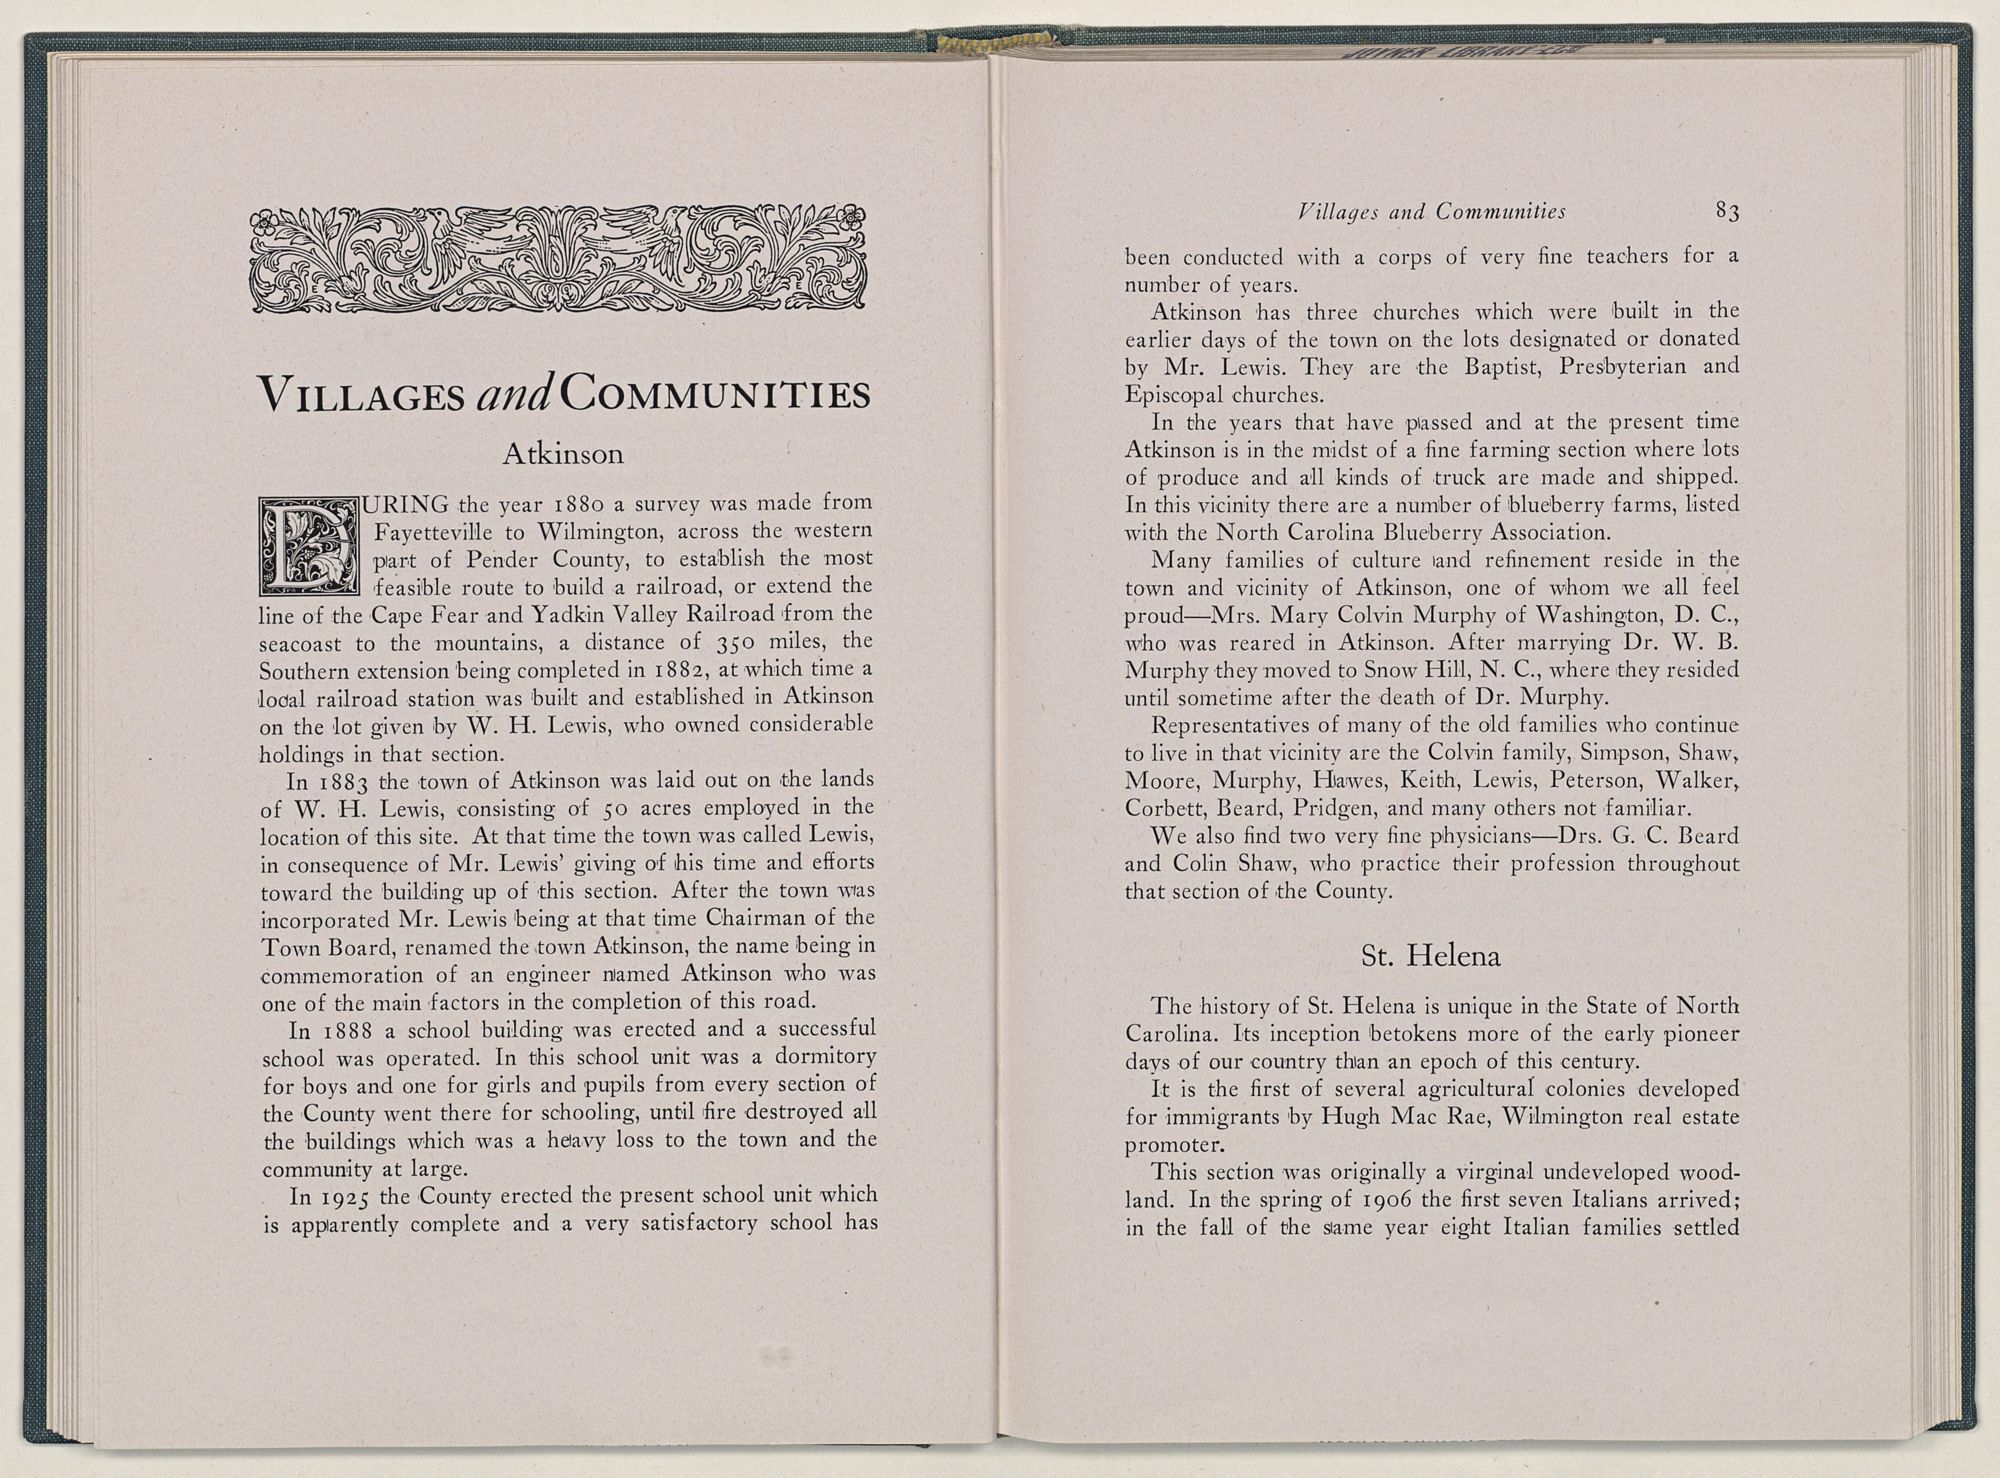 VILLAGES and COMMUNITIES
Atkinson
DURING the year 1880 a survey was made from
Fayetteville to Wilmington, across the western
part of Pender County, to establish the most
feasible route to build a railroad, or extend the
line of the Cape Fear and Yadkin Valley Railroad from the
seacoast to the mountains, a distance of 350 miles, the
Southern extension being completed in 1882, at which time a
local railroad station was built and established in Atkinson
on the lot given by W. H. Lewis, who owned considerable
holdings in that section.
In 1883 the town of Atkinson was laid out on the lands
of W. H. Lewis, consisting of 50 acres employed in the
location of this site. At that time the town was called Lewis,
in consequence of Mr. Lewis' giving of his time and efforts
toward the building up of this section. After the town was
incorporated Mr. Lewis being at that time Chairman of the
Town Board, renamed the town Atkinson, the name being in
commemoration of an engineer named Atkinson who was
one of the main factors in the completion of this road.
In 1888 a school building was erected and a successful
school was operated. In this school unit was a dormitory
for boys and one for girls and pupils from every section of
the County went there for schooling, until fire destroyed all
the buildings which was a heavy loss to the town and the
community at large.
In 1925 the County erected the present school unit which
is apparently complete and a very satisfactory school has
JOYNER LIBRARY-ECU
Villages and Communities 83
been conducted with a corps of very fine teachers for a
number of years.
Atkinson has three churches which were built in the
earlier days of the town on the lots designated or donated
by Mr. Lewis. They are the Baptist, Presbyterian and
Episcopal churches.
In the years that have passed and at the present time
Atkinson is in the midst of a fine farming section where lots
of produce and all kinds of truck are made and shipped.
In this vicinity there are a number of blueberry farms, listed
with the North Carolina Blueberry Association.
Many families of culture and refinement reside in the
town and vicinity of Atkinson, one of whom we all feel
proud—Mrs. Mary Colvin Murphy of Washington, D. C.,
who was reared in Atkinson. After marrying Dr. W. B.
Murphy they moved to Snow Hill, N. C., where they resided
until sometime after the death of Dr. Murphy.
Representatives of many of the old families who continue
to live in that vicinity are the Colvin family, Simpson, Shaw,
Moore, Murphy, Hawes, Keith, Lewis, Peterson, Walker,
Corbett, Beard, Pridgen, and many others not familiar.
We also find two very fine physicians—Drs. G. C. Beard
and Colin Shaw, who practice their profession throughout
that section of the County.
St. Helena
The history of St. Helena is unique in the State of North
Carolina. Its inception betokens more of the early pioneer
days of our country than an epoch of this century.
It is the first of several agricultural colonies developed
for immigrants by Hugh Mac Rae, Wilmington real estate
promoter.
This section was originally a virginal undeveloped wood-
land. In the spring of 1906 the first seven Italians arrived;
in the fall of the same year eight Italian families settled